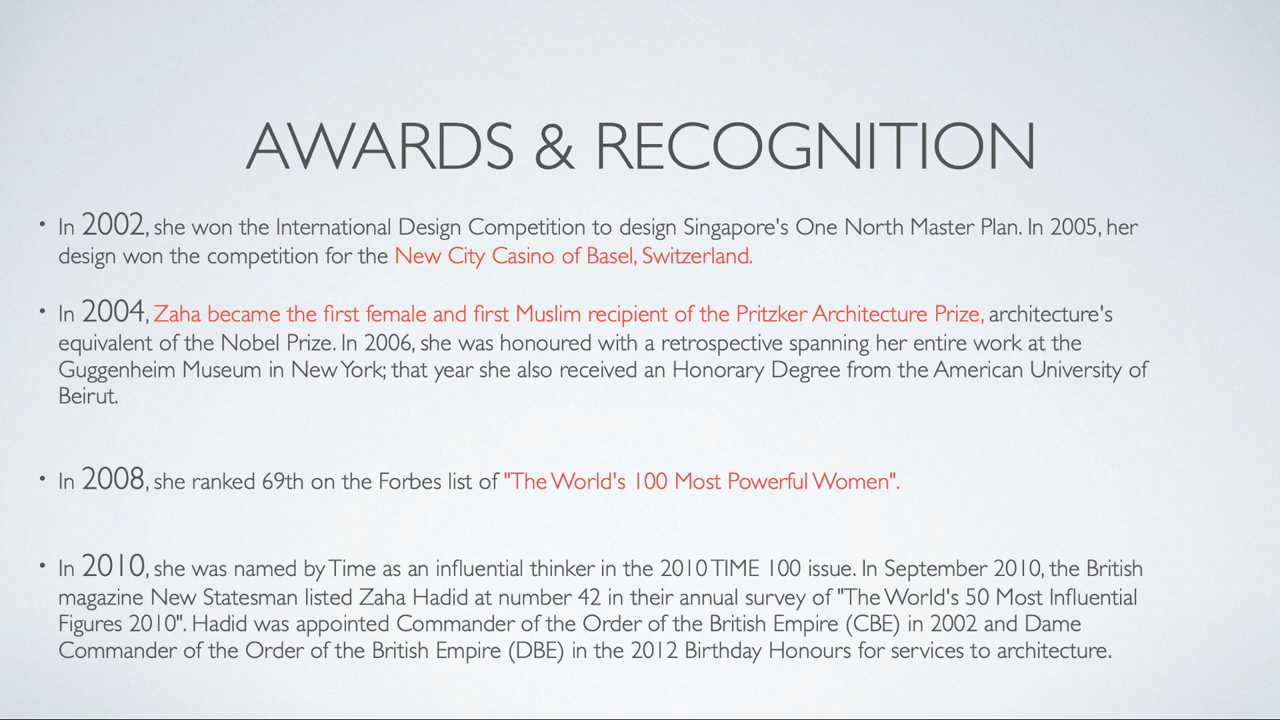 AWARDS & RECOGNITION
• In 2002, she won the International Design Competition to design Singapore's One North Master Plan. In 2005, her
design won the competition for the New City Casino of Basel, Switzerland.
• In 2004, Zaha became the first female and first Muslim recipient of the Pritzker Architecture Prize, architecture's
equivalent of the Nobel Prize. In 2006, she was honoured with a retrospective spanning her entire work at the
Guggenheim Museum in New York; that year she also received an Honorary Degree from the American University of
Beirut.
• In 2008, she ranked 69th on the Forbes list of "The World's 100 Most Powerful Women".
• In 2010, she was named by Time as an influential thinker in the 2010 TIME 100 issue. In September 2010, the British
magazine New Statesman listed Zaha Hadid at number 42 in their annual survey of "The World's 50 Most Influential
Figures 2010". Hadid was appointed Commander of the Order of the British Empire (CBE) in 2002 and Dame
Commander of the Order of the British Empire (DBE) in the 2012 Birthday Honours for services to architecture.